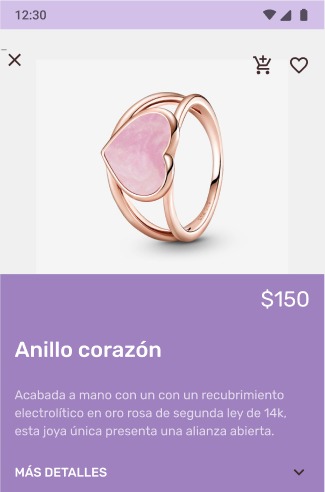 12:30
$150
Anillo corazón
Acabada a mano con un con un recubrimiento
electrolítico en oro rosa de segunda ley de 14k,
esta joya única presenta una alianza abierta.
MÁS DETALLES